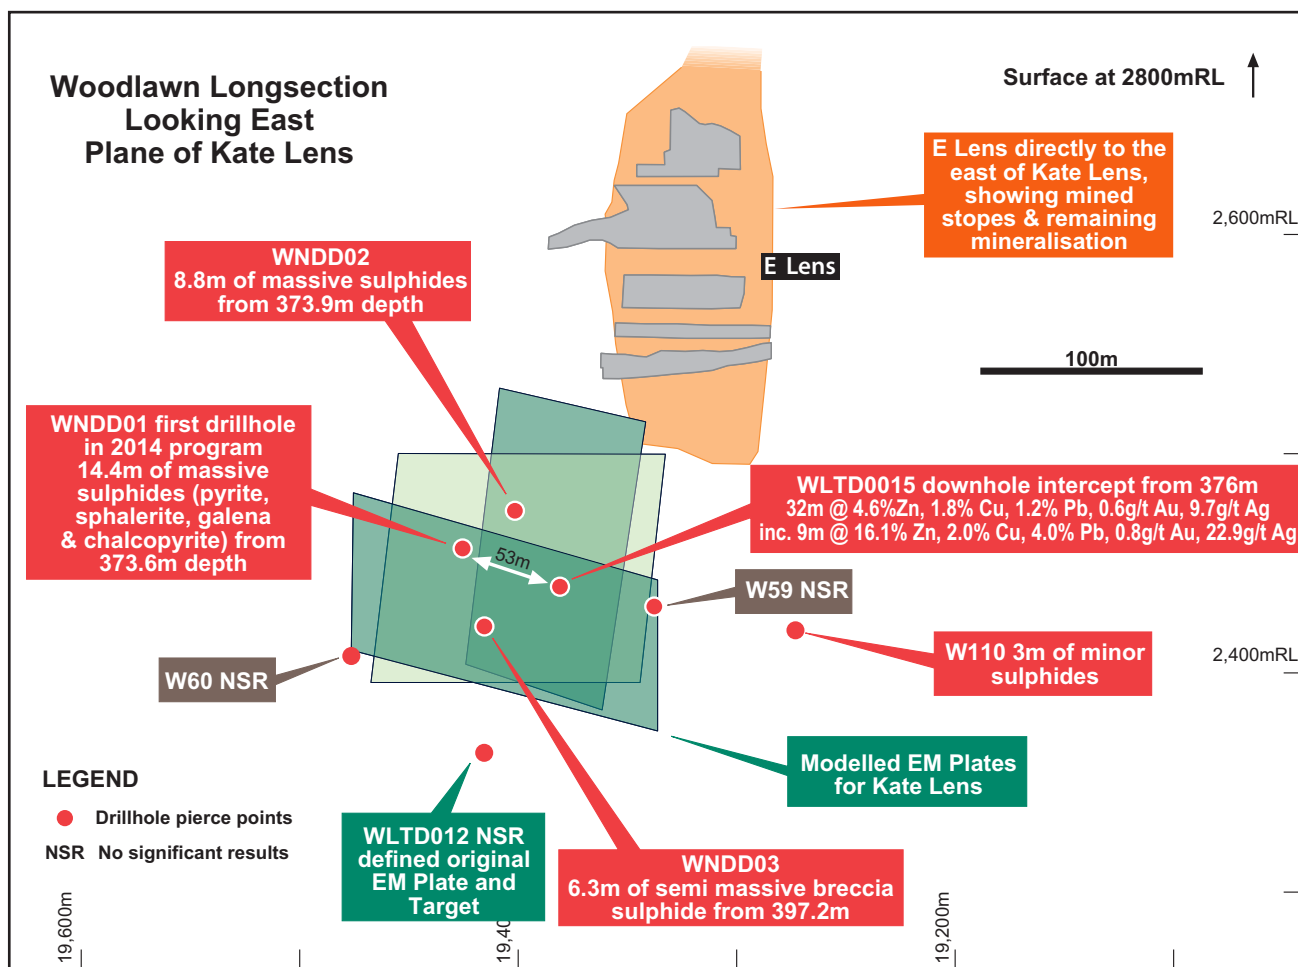 Woodlawn Longsection
Looking East
Plane of Kate Lens
Surface at 2800mRL
E Lens directly to the
east of Kate Lens,
showing mined
stopes & remaining
mineralisation
2,600mRL
E Lens
WNDD02
8.8m of massive sulphides
from 373.9m depth
100m
WNDD01 first drillhole
in 2014 program
14.4m of massive
sulphides (pyrite,
sphalerite, galena
& chalcopyrite) from
373.6m depth
WLTD0015 downhole intercept from 376m
32m @ 4.6%Zn, 1.8% Cu, 1.2% Pb, 0.6g/t Au, 9.7g/t Ag
inc. 9m @ 16.1% Zn, 2.0% Cu, 4.0% Pb, 0.8g/t Au, 22.9g/t Ag
53m
W59 NSR
W110 3m of minor
sulphides
2,400mRL
W60 NSR
Modelled EM Plates
for Kate Lens
LEGEND
Drillhole pierce points
NSR No significant results
WLTD012 NSR
defined original
EM Plate and
Target
WNDD03
6.3m of semi massive breccia
sulphide from 397.2m
19,600m
19,40
19,200m